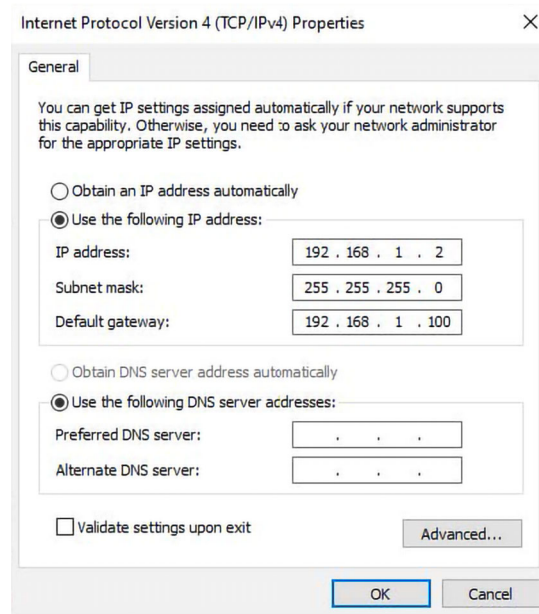 Internet Protocol Version 4 (TCP/IPv4) Properties
General
You can get IP settings assigned automatically if your network supports
this capability. Otherwise, you need to ask your network administrator
for the appropriate IP settings.
Obtain an IP address automatically
Use the following IP address:
IP address: 192 . 168 . 1 . 2
Subnet mask: 255 . 255 . 255 . 0
Default gateway: 192 . 168 . 1 . 100
Obtain DNS server address automatically
Use the following DNS server addresses:
Preferred DNS server: . . .
Alternate DNS server: . . .
Validate settings upon exit
Advanced...
OK Cancel